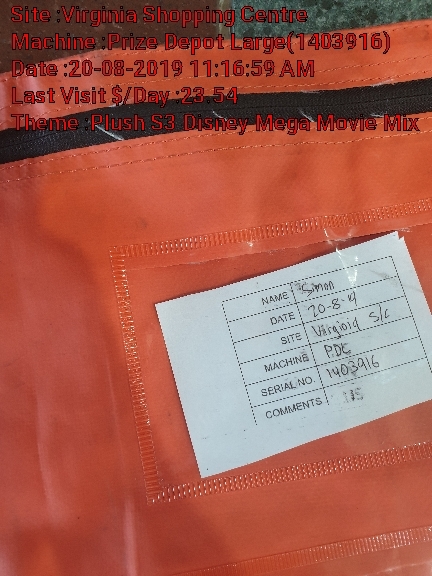 Site :Virginia Shopping Centre
Machine :Prize Depot Large(1403916)
Date :20-08-2019 11:16:59 AM
Last Visit $/Day :23.54
Theme :Plush S3 Disney Mega Movie Mix
NAME Simon
DATE 20-8-19
SITE Virginia S/C
MACHINE PDL
SERIAL NO. 1403916
COMMENTS